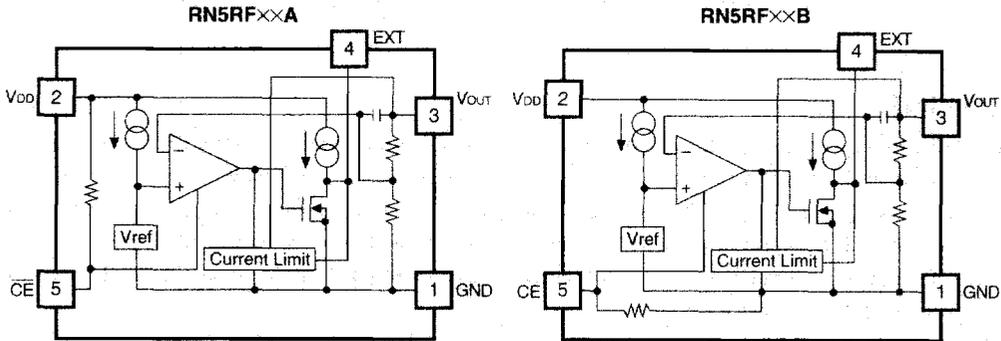 RN5RF××A
4 EXT
VDD 2
3 VOUT
−
+
Vref
Current Limit
C̅E̅ 5
1 GND
RN5RF××B
4 EXT
VDD 2
3 VOUT
−
+
Vref
Current Limit
CE 5
1 GND